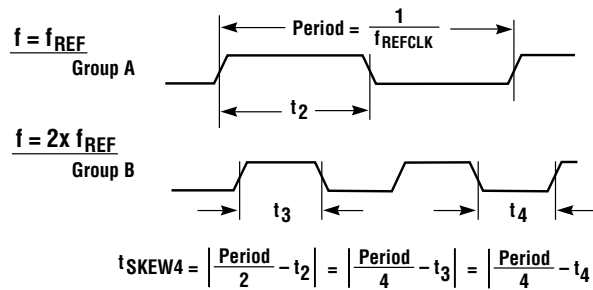 f = fREF
Group A
Period = 1 / fREFCLK
t2
f = 2x fREF
Group B
t3
t4
tSKEW4 = | Period / 2 – t2 | = | Period / 4 – t3 | = | Period / 4 – t4